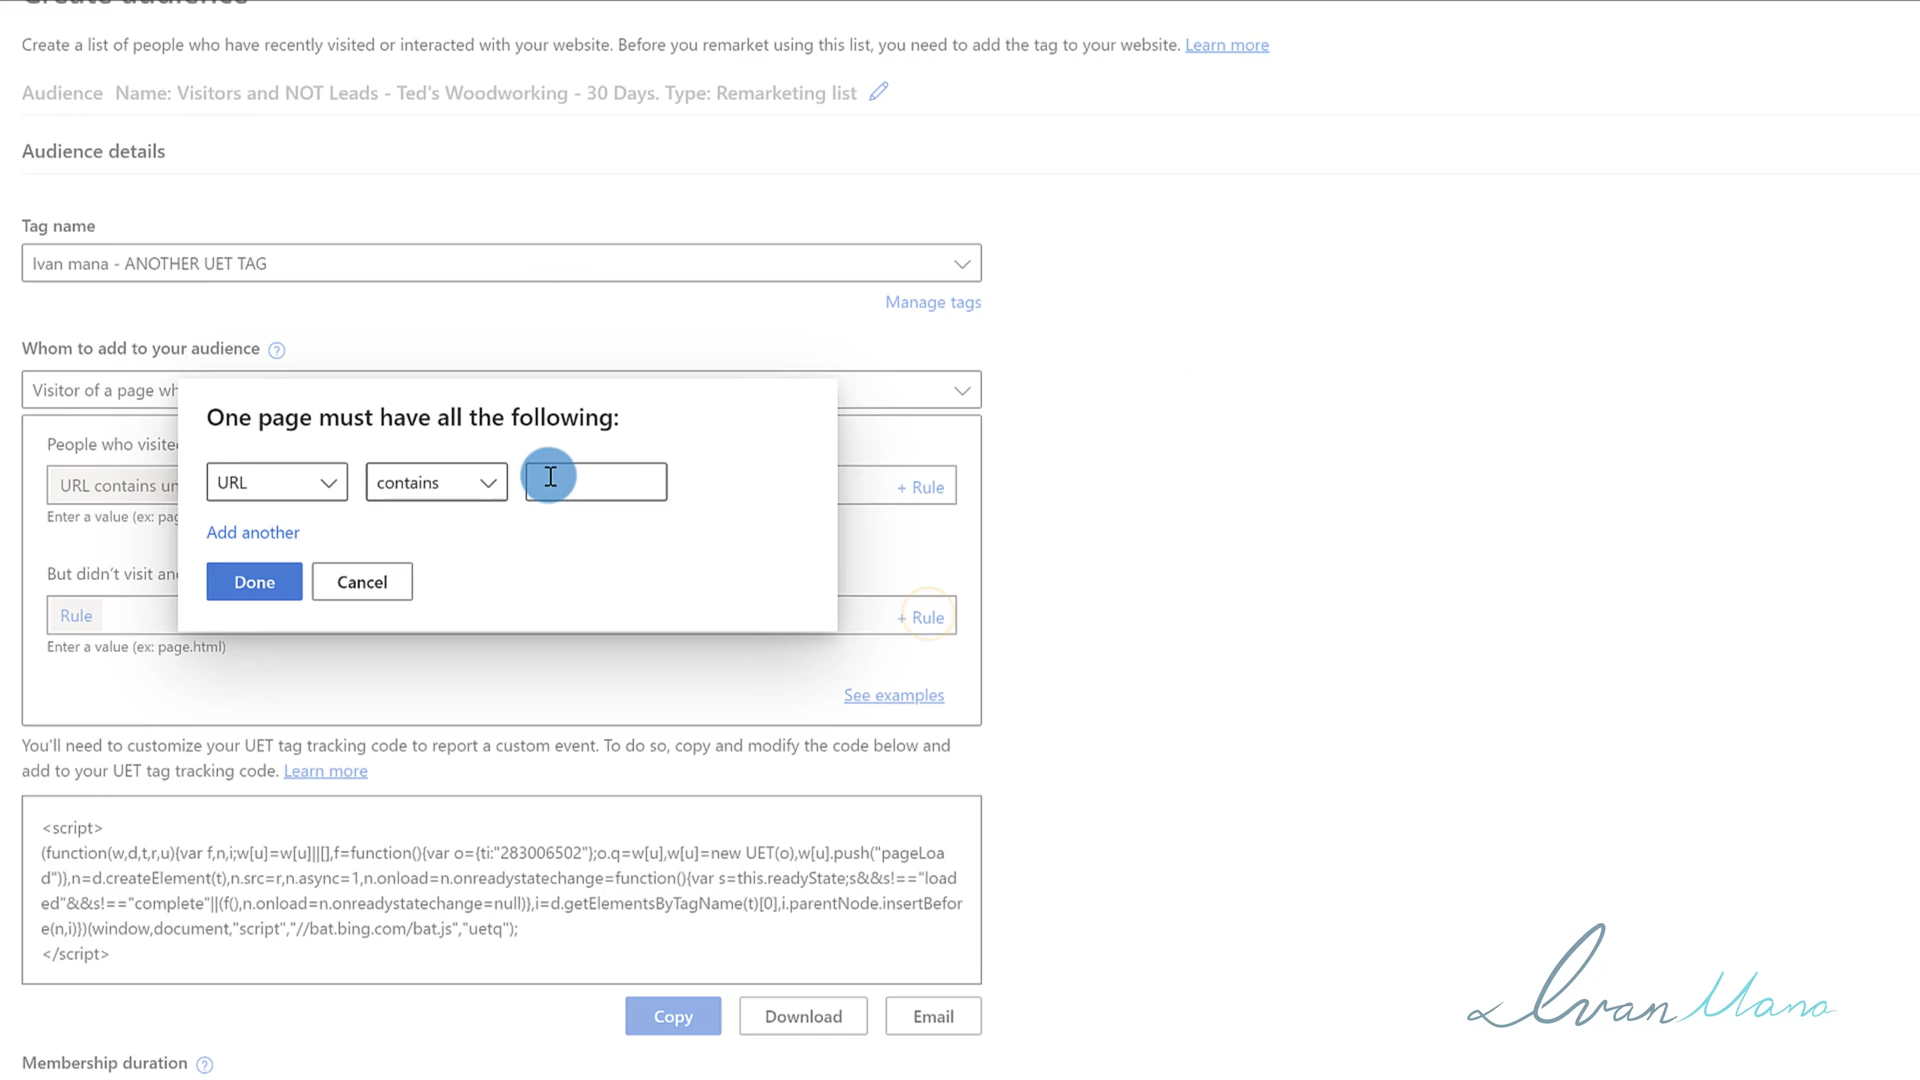 Create audience
Create a list of people who have recently visited or interacted with your website. Before you remarket using this list, you need to add the tag to your website. Learn more
Audience Name: Visitors and NOT Leads - Ted's Woodworking - 30 Days. Type: Remarketing list
Audience details
Tag name
Ivan mana - ANOTHER UET TAG
Manage tags
Whom to add to your audience ?
Visitor of a page wh
One page must have all the following:
People who visite
URL contains un
URL contains
+ Rule
Enter a value (ex: pag
Add another
But didn't visit an
Done Cancel
Rule
+ Rule
Enter a value (ex: page.html)
See examples
You'll need to customize your UET tag tracking code to report a custom event. To do so, copy and modify the code below and
add to your UET tag tracking code. Learn more
<script>
(function(w,d,t,r,u){var f,n,i;w[u]=w[u]||[],f=function(){var o={ti:"283006502"};o.q=w[u],w[u]=new UET(o),w[u].push("pageLoa
d")},n=d.createElement(t),n.src=r,n.async=1,n.onload=n.onreadystatechange=function(){var s=this.readyState;s&&s!=="load
ed"&&s!=="complete"||(f(),n.onload=n.onreadystatechange=null)},i=d.getElementsByTagName(t)[0],i.parentNode.insertBefor
e(n,i)})(window,document,"script","//bat.bing.com/bat.js","uetq");
</script>
Copy Download Email
Ivan Mana
Membership duration ?